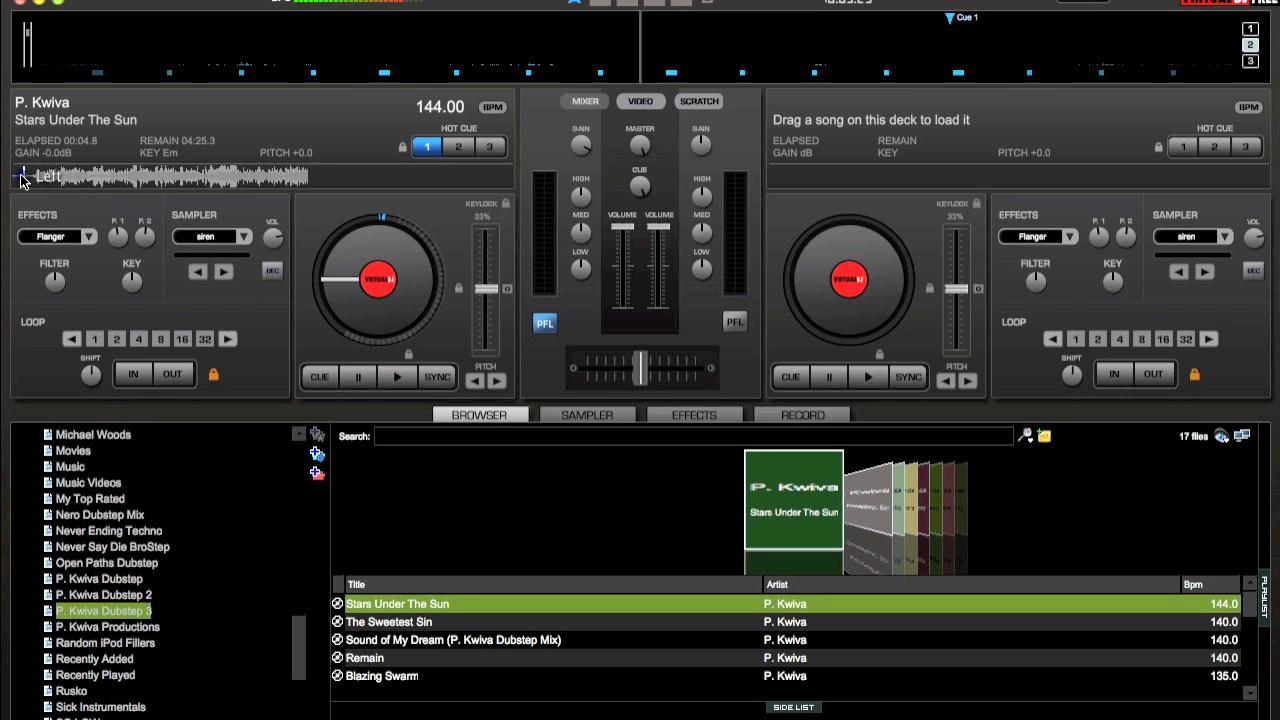 Cue 1
1
2
3
P. Kwiva
144.00 BPM
Stars Under The Sun
HOT CUE
ELAPSED 00:04.8 REMAIN 04:25.3
1 2 3
GAIN -0.0dB KEY Em PITCH +0.0
Left
MIXER VIDEO SCRATCH
GAIN MASTER GAIN
CUE
HIGH HIGH
MED VOLUME VOLUME MED
LOW LOW
PFL PFL
BPM
Drag a song on this deck to load it
HOT CUE
ELAPSED REMAIN
1 2 3
GAIN dB KEY PITCH +0.0
EFFECTS P. 1 P. 2 SAMPLER VOL
Flanger siren
FILTER KEY REC
LOOP
1 2 4 8 16 32
SHIFT
IN OUT
KEYLOCK
33%
VIRTUALDJ
CUE SYNC
PITCH
KEYLOCK
33%
VIRTUALDJ
CUE SYNC
PITCH
EFFECTS P. 1 P. 2 SAMPLER VOL
Flanger siren
FILTER KEY REC
LOOP
1 2 4 8 16 32
SHIFT
IN OUT
BROWSER SAMPLER EFFECTS RECORD
Michael Woods
Movies
Music
Music Videos
My Top Rated
Nero Dubstep Mix
Never Ending Techno
Never Say Die BroStep
Open Paths Dubstep
P. Kwiva Dubstep
P. Kwiva Dubstep 2
P. Kwiva Dubstep 3
P. Kwiva Productions
Random iPod Fillers
Recently Added
Recently Played
Rusko
Sick Instrumentals
Search:
17 files
P. Kwiva
Stars Under The Sun
Title Artist Bpm
Stars Under The Sun P. Kwiva 144.0
The Sweetest Sin P. Kwiva 140.0
Sound of My Dream (P. Kwiva Dubstep Mix) P. Kwiva 140.0
Remain P. Kwiva 140.0
Blazing Swarm P. Kwiva 135.0
PLAYLIST
SIDE LIST